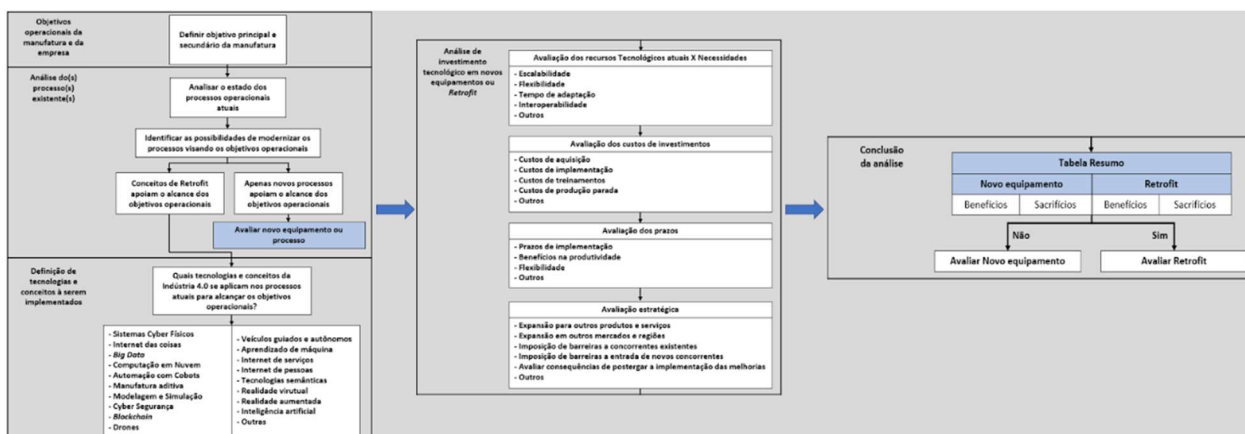 Objetivos
operacionais da
manufatura e da
empresa
Definir objetivo principal e
secundário da manufatura
Análise do(s)
processo(s)
existente(s)
Analisar o estado dos
processos operacionais
atuais
Identificar as possibilidades de modernizar os
processos visando os objetivos operacionais
Conceitos de Retrofit
apoiam o alcance dos
objetivos operacionais
Apenas novos processos
apoiam o alcance dos
objetivos operacionais
Avaliar novo equipamento ou
processo
Definição de
tecnologias e
conceitos à serem
implementados
Quais tecnologias e conceitos da
Indústria 4.0 se aplicam nos processos
atuais para alcançar os objetivos
operacionais?
- Sistemas Cyber Físicos
- Internet das coisas
- Big Data
- Computação em Nuvem
- Automação com Cobots
- Manufatura aditiva
- Modelagem e Simulação
- Cyber Segurança
- Blockchain
- Drones
- Veículos guiados e autônomos
- Aprendizado de máquina
- Internet de serviços
- Internet de pessoas
- Tecnologias semânticas
- Realidade virutual
- Realidade aumentada
- Inteligência artificial
- Outras
Análise de
investimento
tecnológico em novos
equipamentos ou
Retrofit
Avaliação dos recursos Tecnológicos atuais X Necessidades
- Escalabilidade
- Flexibilidade
- Tempo de adaptação
- Interoperabilidade
- Outros
Avaliação dos custos de investimentos
- Custos de aquisição
- Custos de implementação
- Custos de treinamentos
- Custos de produção parada
- Outros
Avaliação dos prazos
- Prazos de implementação
- Benefícios na produtividade
- Flexibilidade
- Outros
Avaliação estratégica
- Expansão para outros produtos e serviços
- Expansão em outros mercados e regiões
- Imposição de barreiras a concorrentes existentes
- Imposição de barreiras a entrada de novos concorrentes
- Avaliar consequências de postergar a implementação das melhorias
- Outros
Conclusão
da análise
Tabela Resumo
Novo equipamento Retrofit
Benefícios Sacrifícios Benefícios Sacrifícios
Não Sim
Avaliar Novo equipamento Avaliar Retrofit